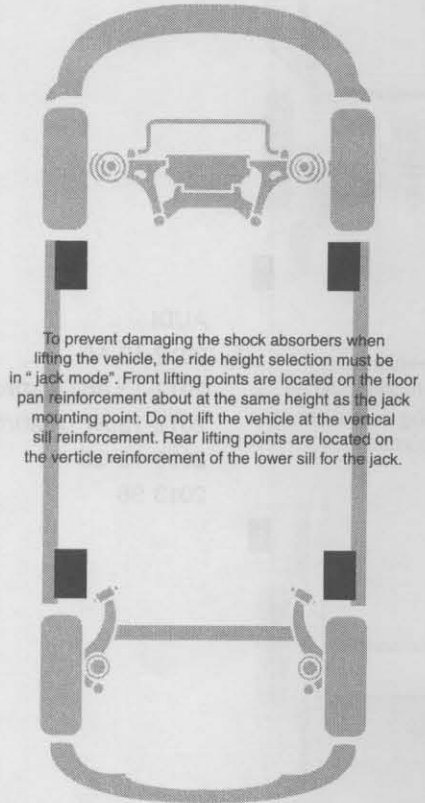 To prevent damaging the shock absorbers when
lifting the vehicle, the ride height selection must be
in " jack mode". Front lifting points are located on the floor
pan reinforcement about at the same height as the jack
mounting point. Do not lift the vehicle at the vertical
sill reinforcement. Rear lifting points are located on
the verticle reinforcement of the lower sill for the jack.